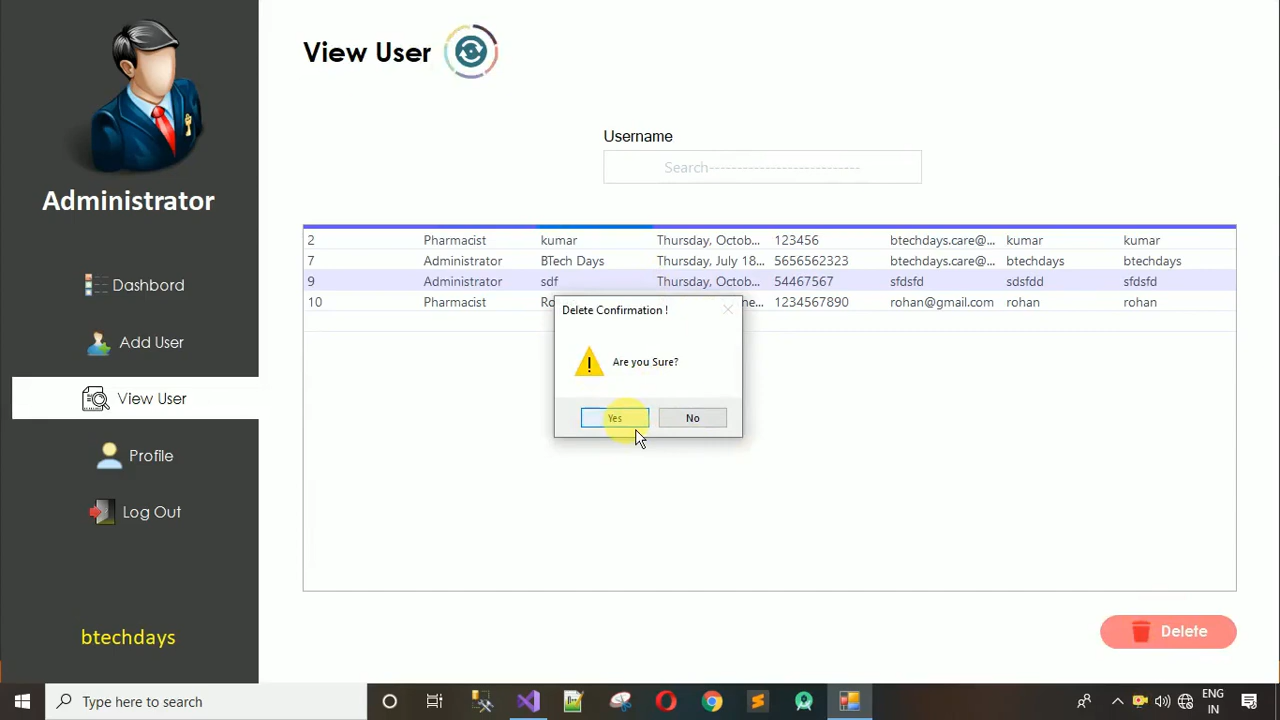 View User
Username
Search---------------------------
Administrator
Dashbord
Add User
View User
Profile
Log Out
btechdays
2 Pharmacist kumar Thursday, Octob... 123456 btechdays.care@... kumar kumar
7 Administrator BTech Days Thursday, July 18... 5656562323 btechdays.care@... btechdays btechdays
9 Administrator sdf Thursday, Octob... 54467567 sfdsfd sdsfdd sfdsfd
10 Pharmacist 1234567890 rohan@gmail.com rohan rohan
Delete Confirmation !
Are you Sure?
Yes No
Delete
Type here to search
ENG
IN